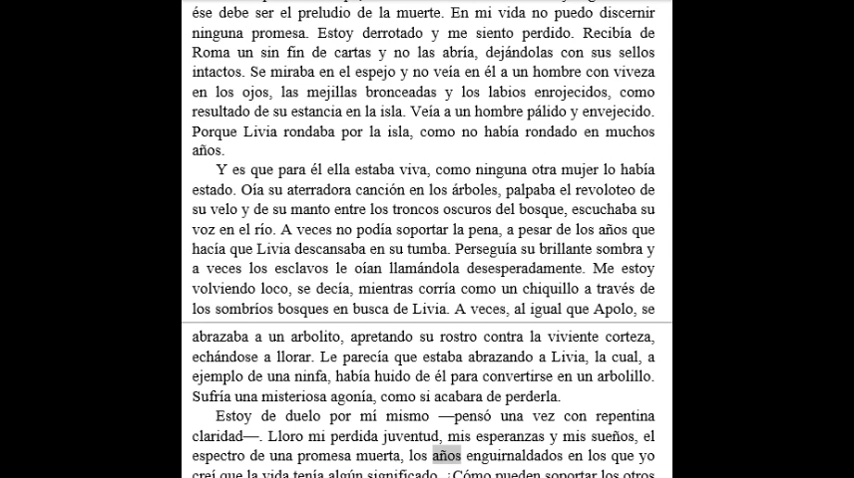 ése debe ser el preludio de la muerte. En mi vida no puedo discernir
ninguna promesa. Estoy derrotado y me siento perdido. Recibía de
Roma un sin fin de cartas y no las abría, dejándolas con sus sellos
intactos. Se miraba en el espejo y no veía en él a un hombre con viveza
en los ojos, las mejillas bronceadas y los labios enrojecidos, como
resultado de su estancia en la isla. Veía a un hombre pálido y envejecido.
Porque Livia rondaba por la isla, como no había rondado en muchos
años.
Y es que para él ella estaba viva, como ninguna otra mujer lo había
estado. Oía su aterradora canción en los árboles, palpaba el revoloteo de
su velo y de su manto entre los troncos oscuros del bosque, escuchaba su
voz en el río. A veces no podía soportar la pena, a pesar de los años que
hacía que Livia descansaba en su tumba. Perseguía su brillante sombra y
a veces los esclavos le oían llamándola desesperadamente. Me estoy
volviendo loco, se decía, mientras corría como un chiquillo a través de
los sombríos bosques en busca de Livia. A veces, al igual que Apolo, se
abrazaba a un arbolito, apretando su rostro contra la viviente corteza,
echándose a llorar. Le parecía que estaba abrazando a Livia, la cual, a
ejemplo de una ninfa, había huido de él para convertirse en un arbolillo.
Sufría una misteriosa agonía, como si acabara de perderla.
Estoy de duelo por mí mismo —pensó una vez con repentina
claridad—. Lloro mi perdida juventud, mis esperanzas y mis sueños, el
espectro de una promesa muerta, los años enguirnaldados en los que yo
creí que la vida tenía algún significado. ¿Cómo pueden soportar los otros